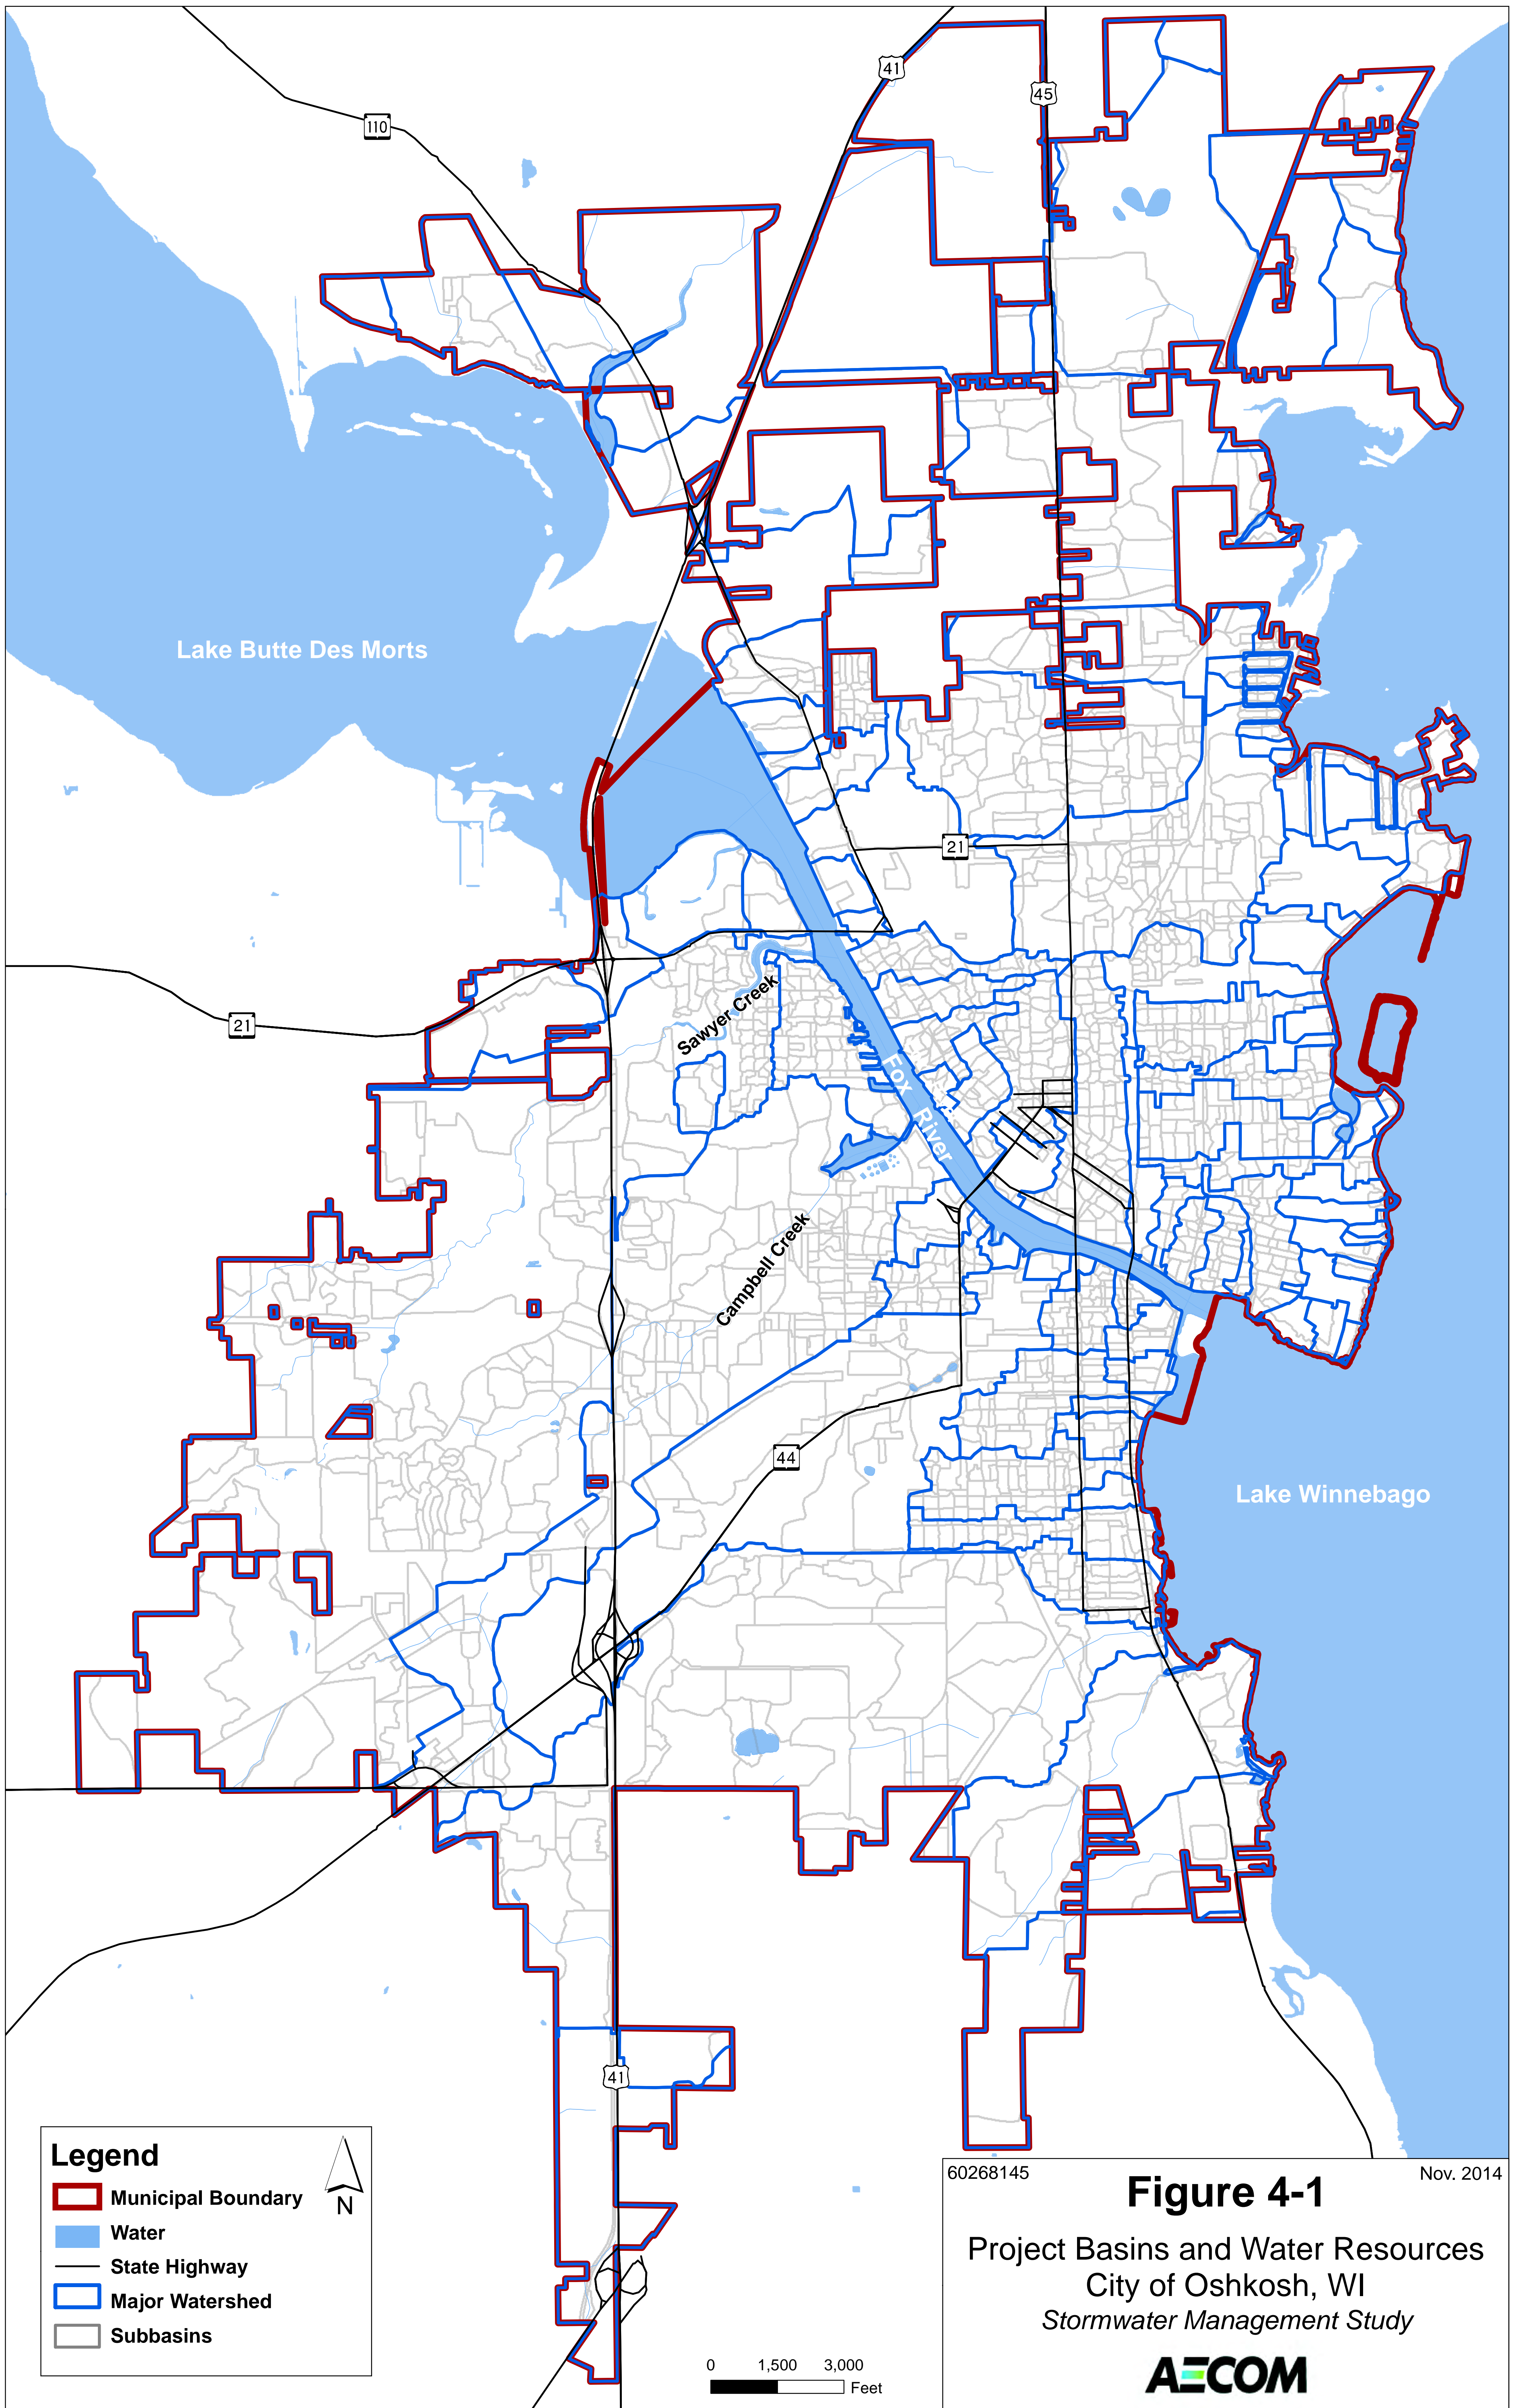 41
45
110
Lake Butte Des Morts
21
21
Sawyer Creek
Fox River
Campbell Creek
44
Lake Winnebago
41
Legend
N
Municipal Boundary
Water
State Highway
Major Watershed
Subbasins
0 1,500 3,000
Feet
60268145
Nov. 2014
Figure 4-1
Project Basins and Water Resources
City of Oshkosh, WI
Stormwater Management Study
AECOM